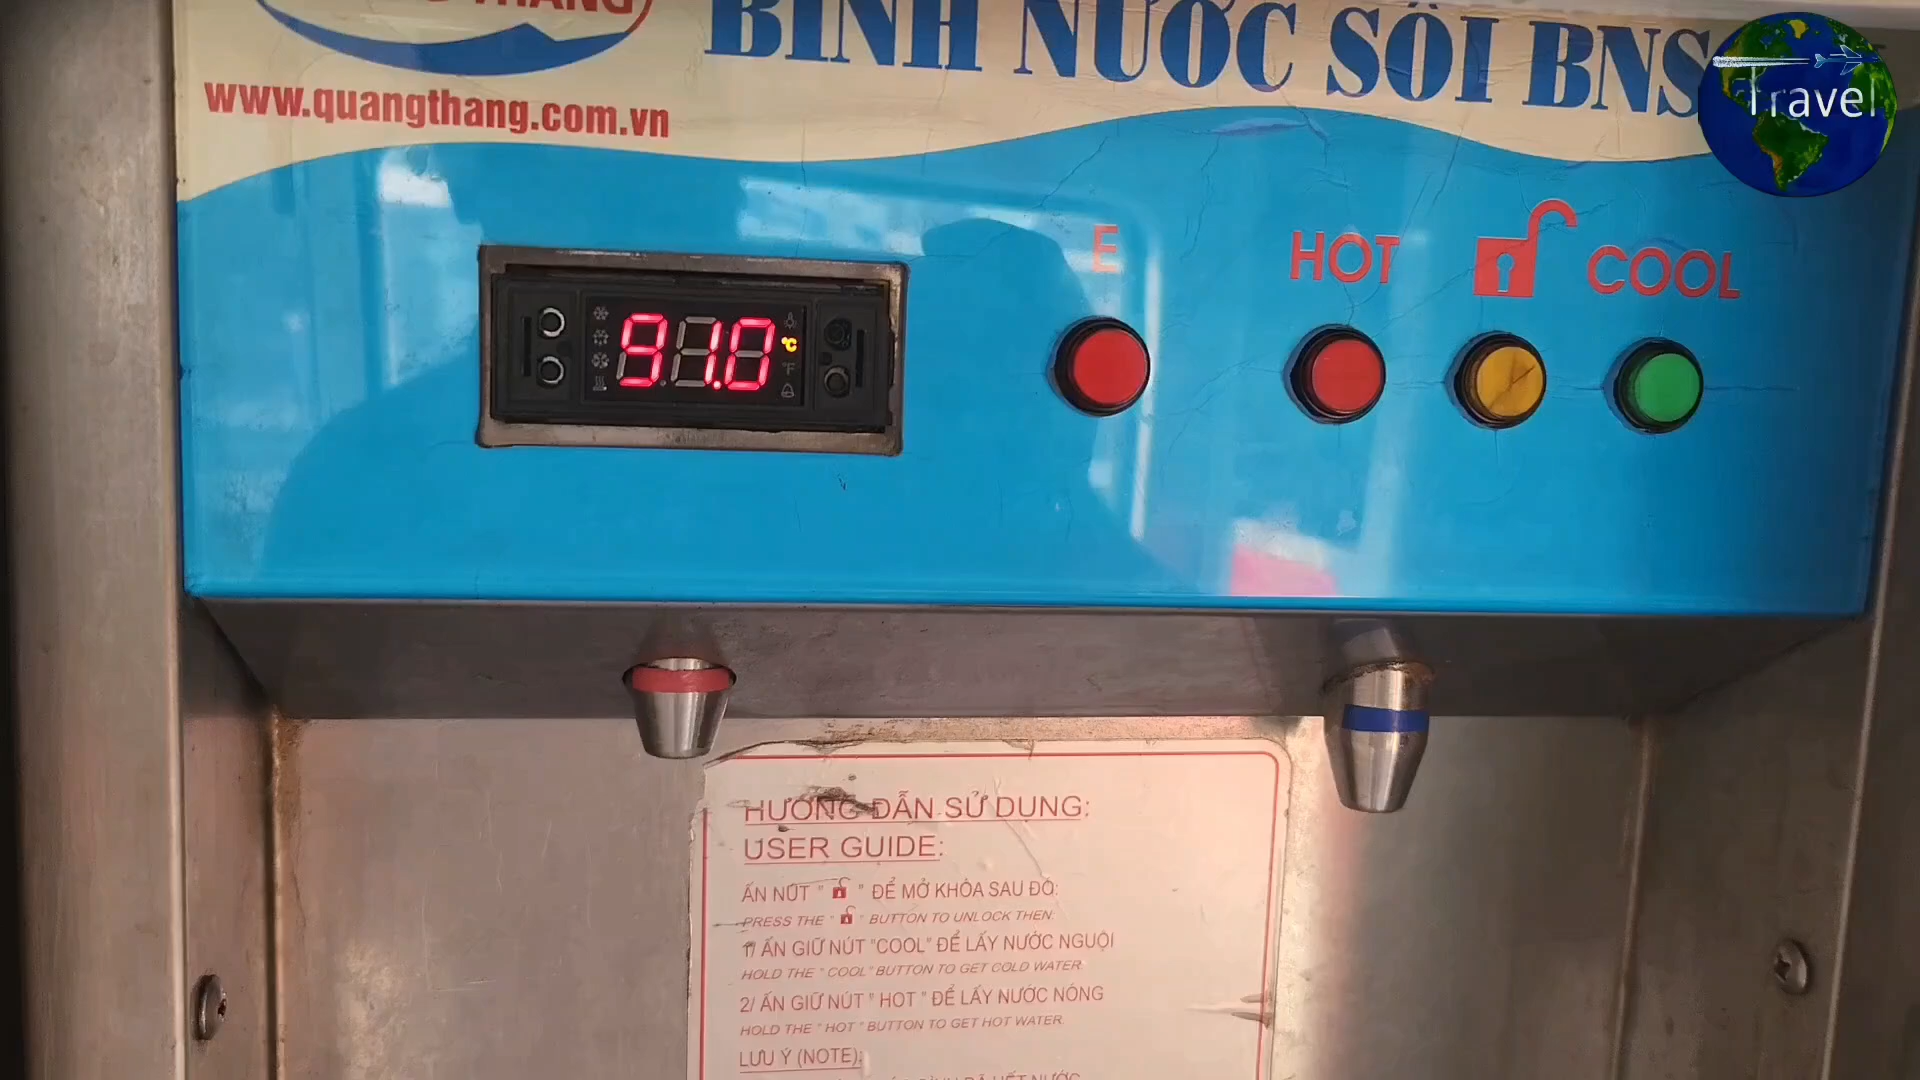 THANG
BÌNH NƯỚC SÔI BNS
Travel
www.quangthang.com.vn
E
HOT
COOL
91.0
°C
°F
HƯỚNG DẪN SỬ DỤNG:
USER GUIDE:
ẤN NÚT " " ĐỂ MỞ KHÓA SAU ĐÓ:
PRESS THE " " BUTTON TO UNLOCK THEN:
1/ ẤN GIỮ NÚT "COOL" ĐỂ LẤY NƯỚC NGUỘI
HOLD THE "COOL" BUTTON TO GET COLD WATER
2/ ẤN GIỮ NÚT "HOT" ĐỂ LẤY NƯỚC NÓNG
HOLD THE "HOT" BUTTON TO GET HOT WATER.
LƯU Ý (NOTE):